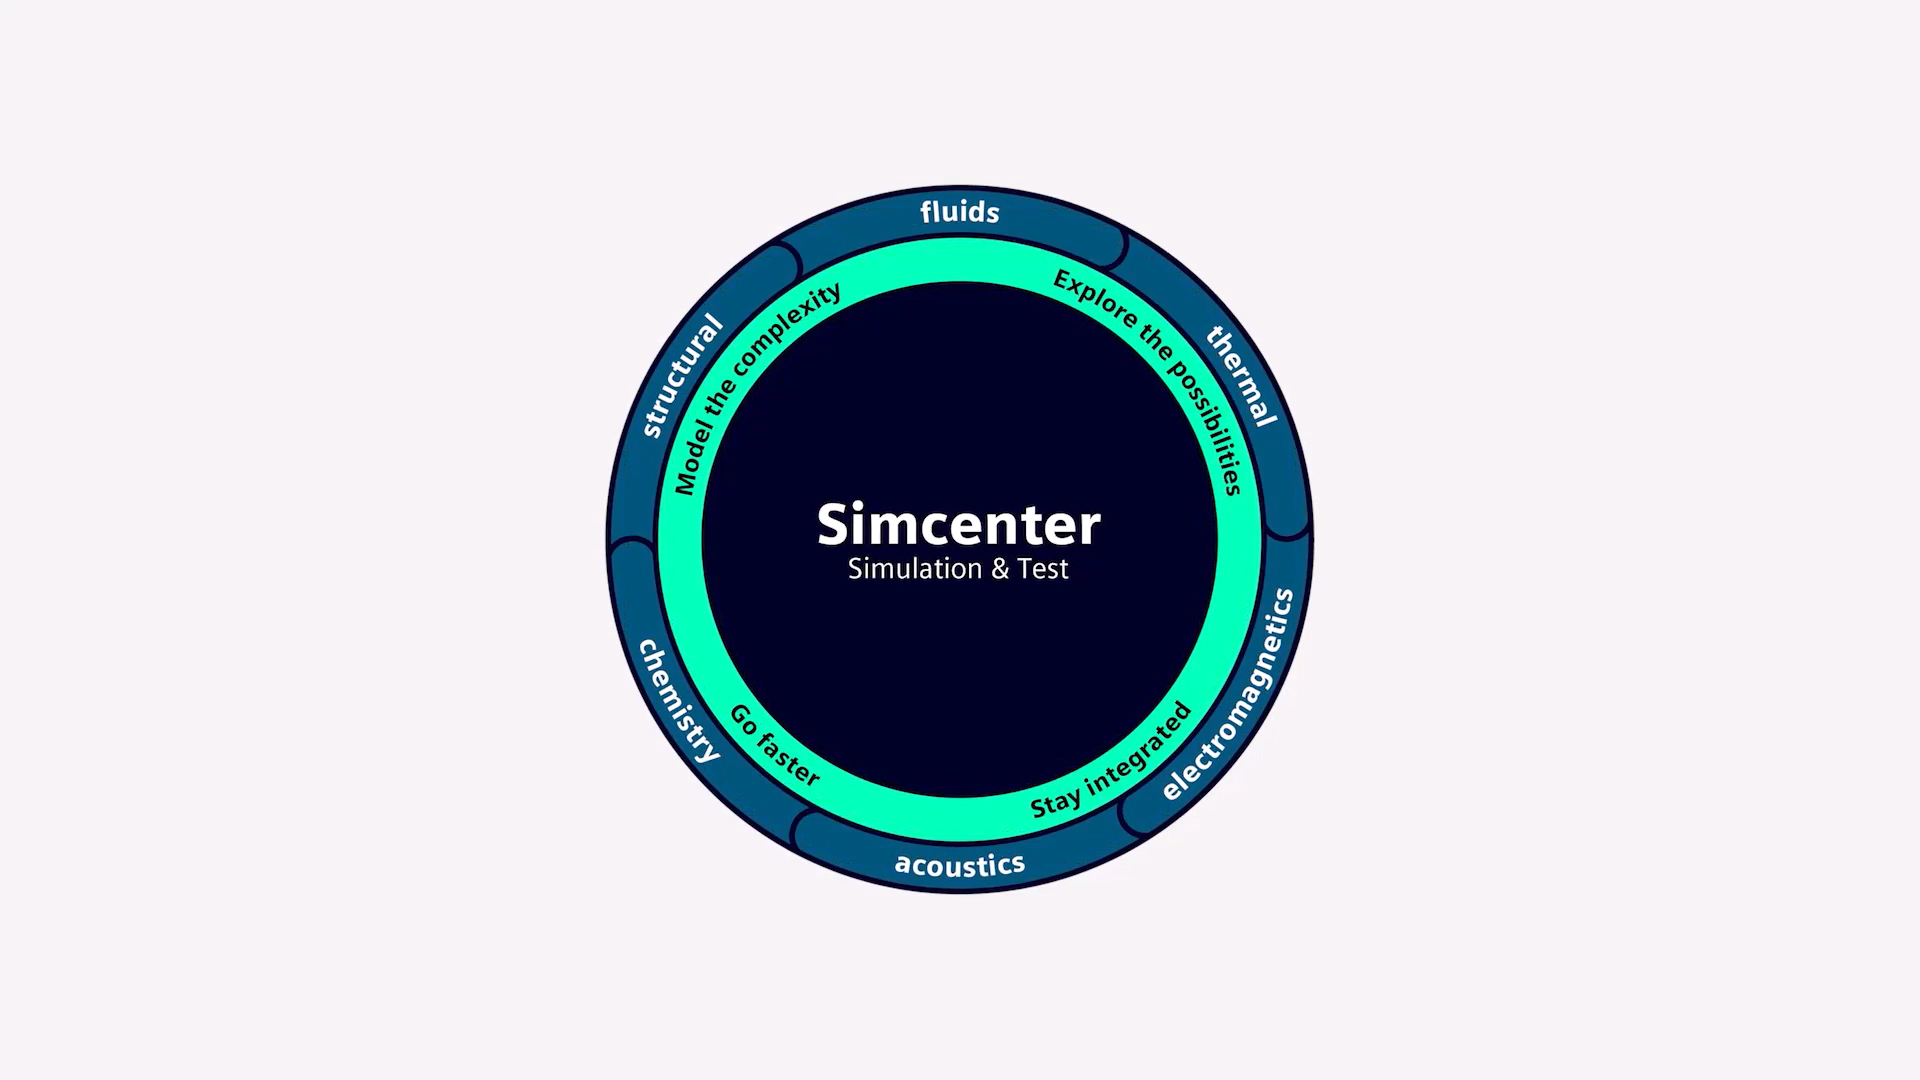 fluids
thermal
electromagnetics
acoustics
chemistry
structural
Model the complexity
Explore the possibilities
Stay integrated
Go faster
Simcenter
Simulation & Test